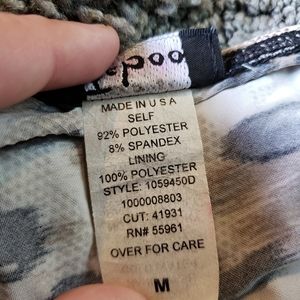 poo
MADE IN U S A
SELF
92% POLYESTER
8% SPANDEX
LINING
100% POLYESTER
STYLE: 1059450D
1000008803
CUT: 41931
RN# 55961
OVER FOR CARE
M